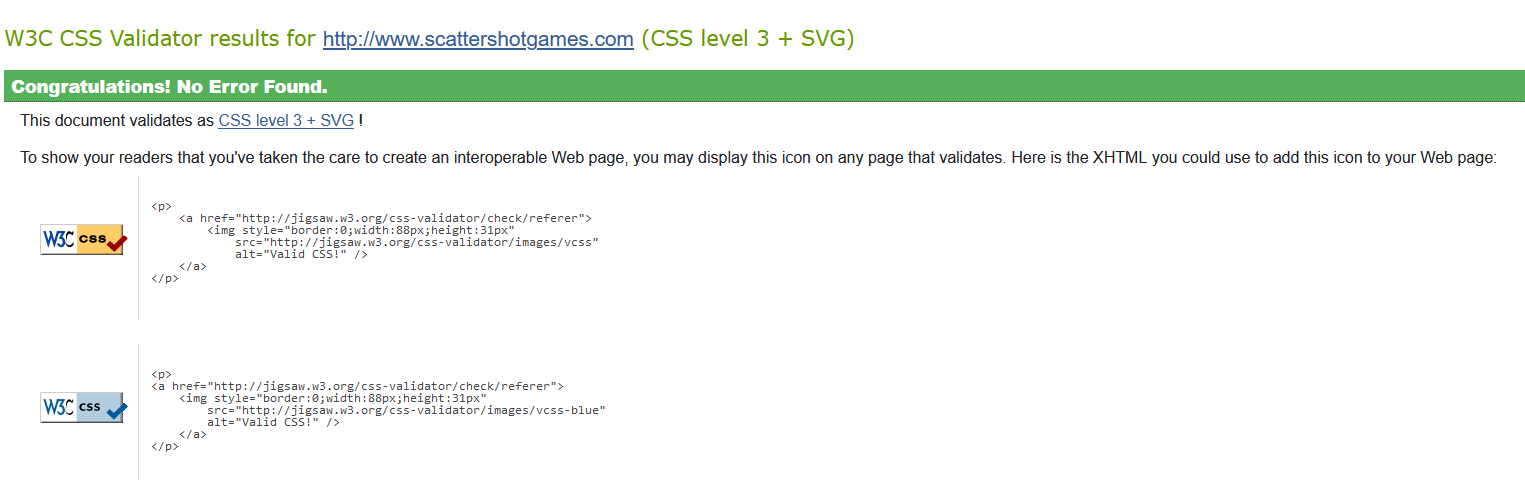 W3C CSS Validator results for http://www.scattershotgames.com (CSS level 3 + SVG)
Congratulations! No Error Found.
This document validates as CSS level 3 + SVG !
To show your readers that you've taken the care to create an interoperable Web page, you may display this icon on any page that validates. Here is the XHTML you could use to add this icon to your Web page:
W3C css
<p>
    <a href="http://jigsaw.w3.org/css-validator/check/referer">
        <img style="border:0;width:88px;height:31px"
            src="http://jigsaw.w3.org/css-validator/images/vcss"
            alt="Valid CSS!" />
    </a>
</p>
W3C css
<p>
<a href="http://jigsaw.w3.org/css-validator/check/referer">
    <img style="border:0;width:88px;height:31px"
        src="http://jigsaw.w3.org/css-validator/images/vcss-blue"
        alt="Valid CSS!" />
    </a>
</p>